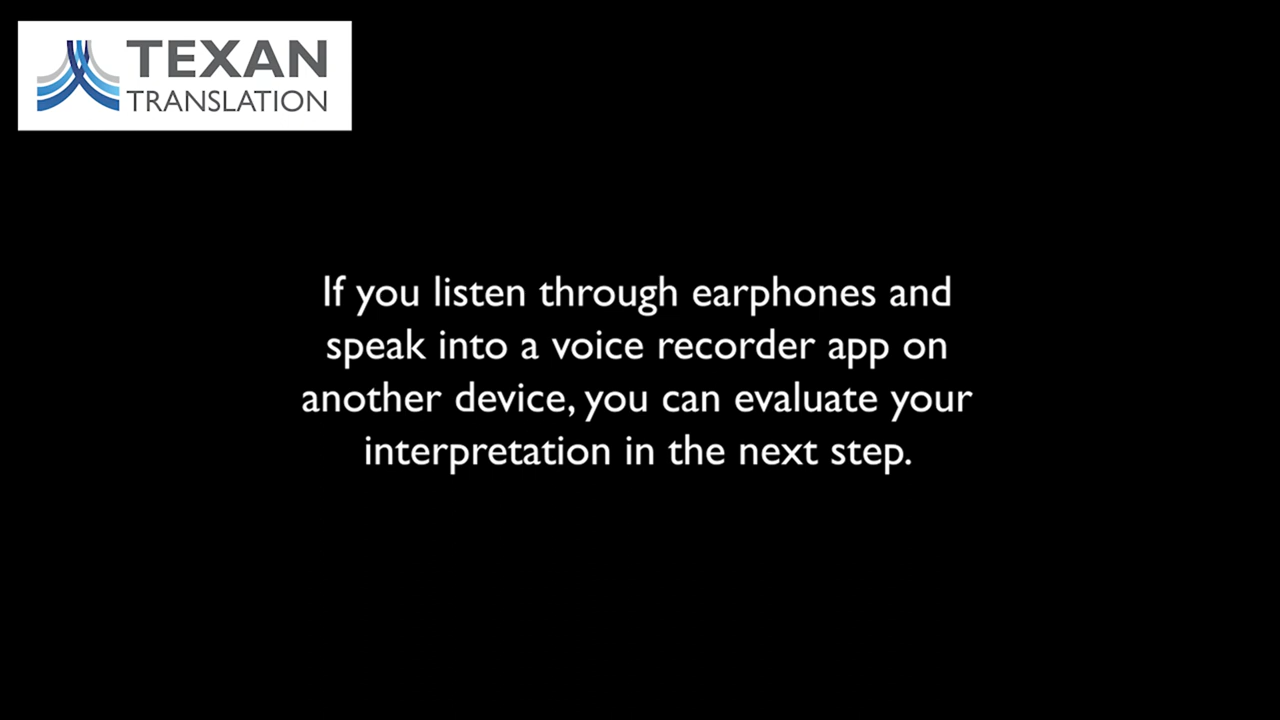 TEXAN
TRANSLATION
If you listen through earphones and
speak into a voice recorder app on
another device, you can evaluate your
interpretation in the next step.